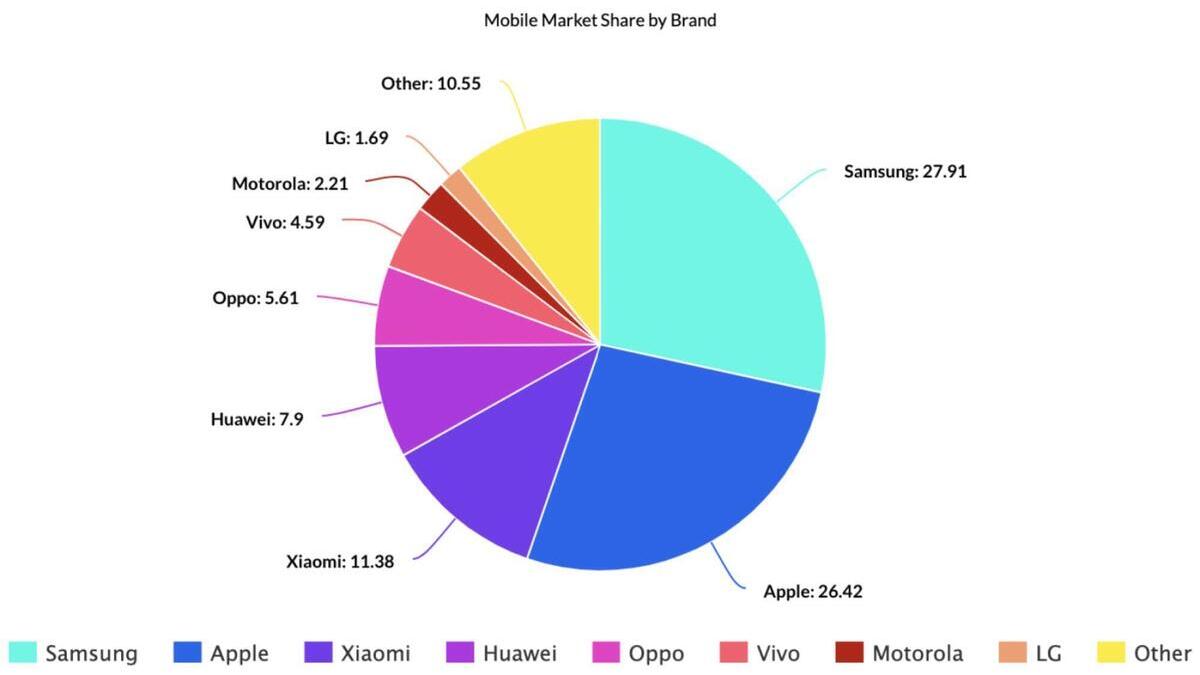 Mobile Market Share by Brand
Other: 10.55
LG: 1.69
Samsung: 27.91
Motorola: 2.21
Vivo: 4.59
Oppo: 5.61
Huawei: 7.9
Xiaomi: 11.38
Apple: 26.42
Samsung Apple Xiaomi Huawei Oppo Vivo Motorola LG Other